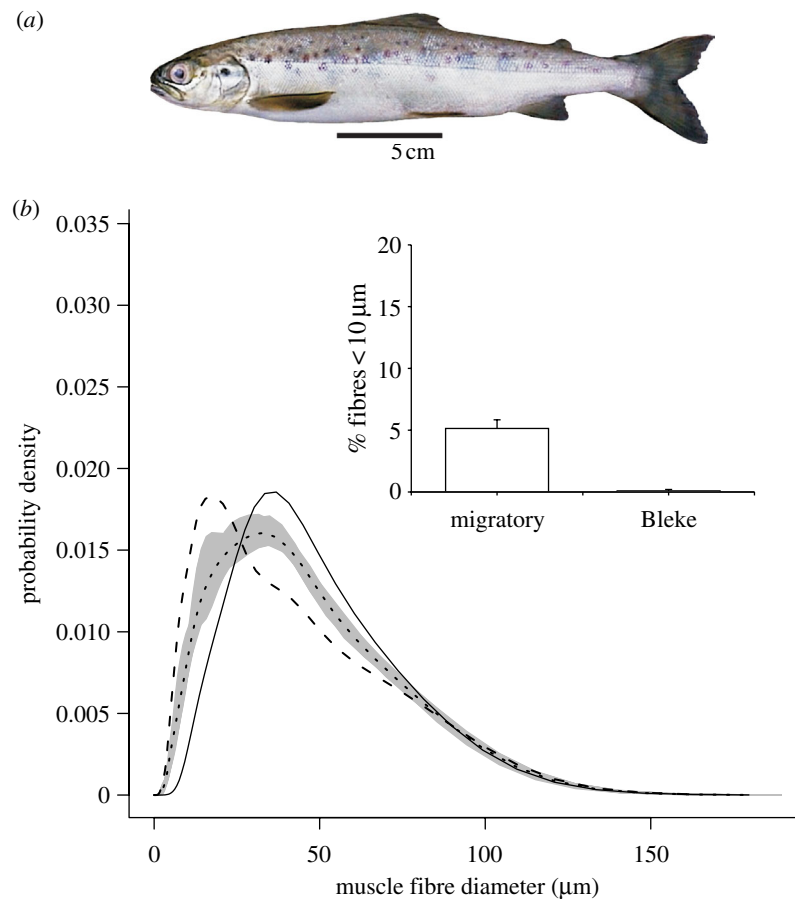 (a)
5 cm
(b)
0.035
0.030
0.025
0.020
0.015
0.010
0.005
0
probability density
0
50
100
150
muscle fibre diameter (µm)
20
15
10
5
0
% fibres < 10 µm
migratory
Bleke